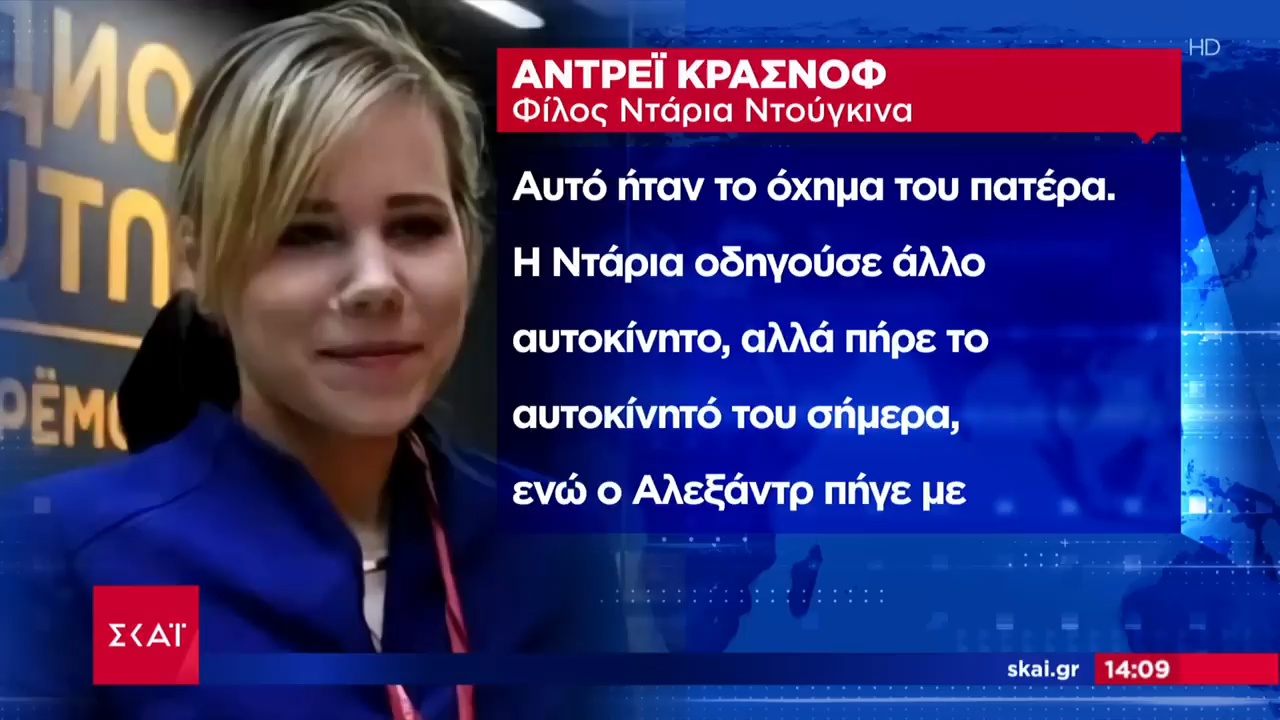 HD
ΑΝΤΡΕΪ ΚΡΑΣΝΟΦ
Φίλος Ντάρια Ντούγκινα
Αυτό ήταν το όχημα του πατέρα.
Η Ντάρια οδηγούσε άλλο
αυτοκίνητο, αλλά πήρε το
αυτοκίνητό του σήμερα,
ενώ ο Αλεξάντρ πήγε με
ΣΚΑΪ
skai.gr
14:09